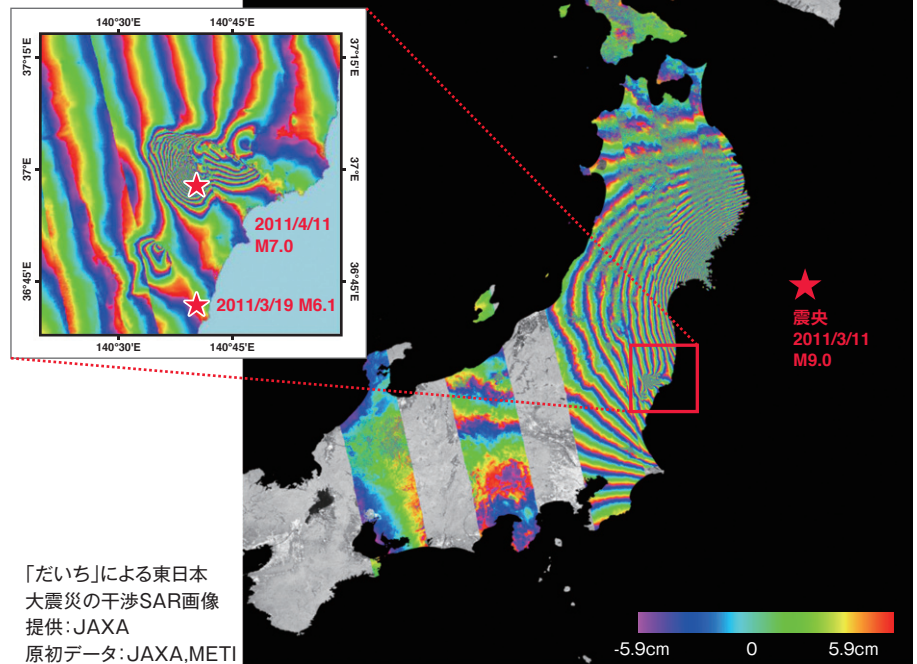 140°30'E 140°45'E
37°15'E 37°15'E
37°E 37°E
2011/4/11
M7.0
36°45'E 36°45'E
2011/3/19 M6.1
140°30'E 140°45'E
震央
2011/3/11
M9.0
「だいち」による東日本
大震災の干渉SAR画像
提供：JAXA
原初データ：JAXA,METI
-5.9cm 0 5.9cm